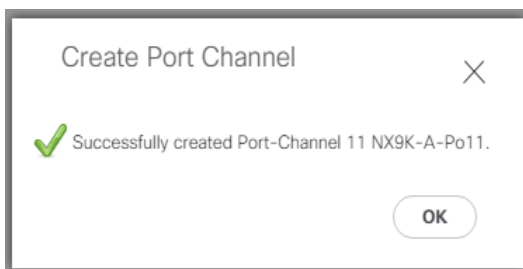 Create Port Channel
Successfully created Port-Channel 11 NX9K-A-Po11.
OK